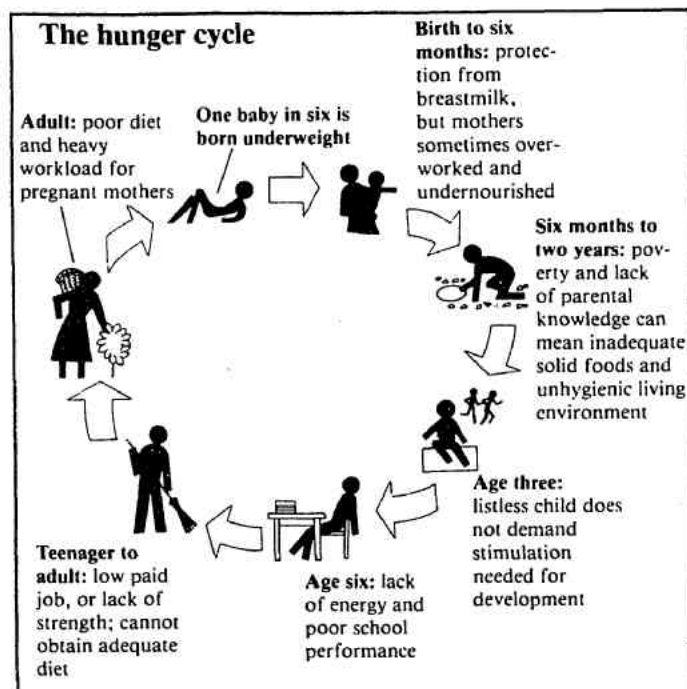 The hunger cycle
One baby in six is
born underweight
Birth to six
months: protec-
tion from
breastmilk,
but mothers
sometimes over-
worked and
undernourished
Six months to
two years: pov-
erty and lack
of parental
knowledge can
mean inadequate
solid foods and
unhygienic living
environment
Age three:
listless child does
not demand
stimulation
needed for
development
Age six: lack
of energy and
poor school
performance
Teenager to
adult: low paid
job, or lack of
strength; cannot
obtain adequate
diet
Adult: poor diet
and heavy
workload for
pregnant mothers